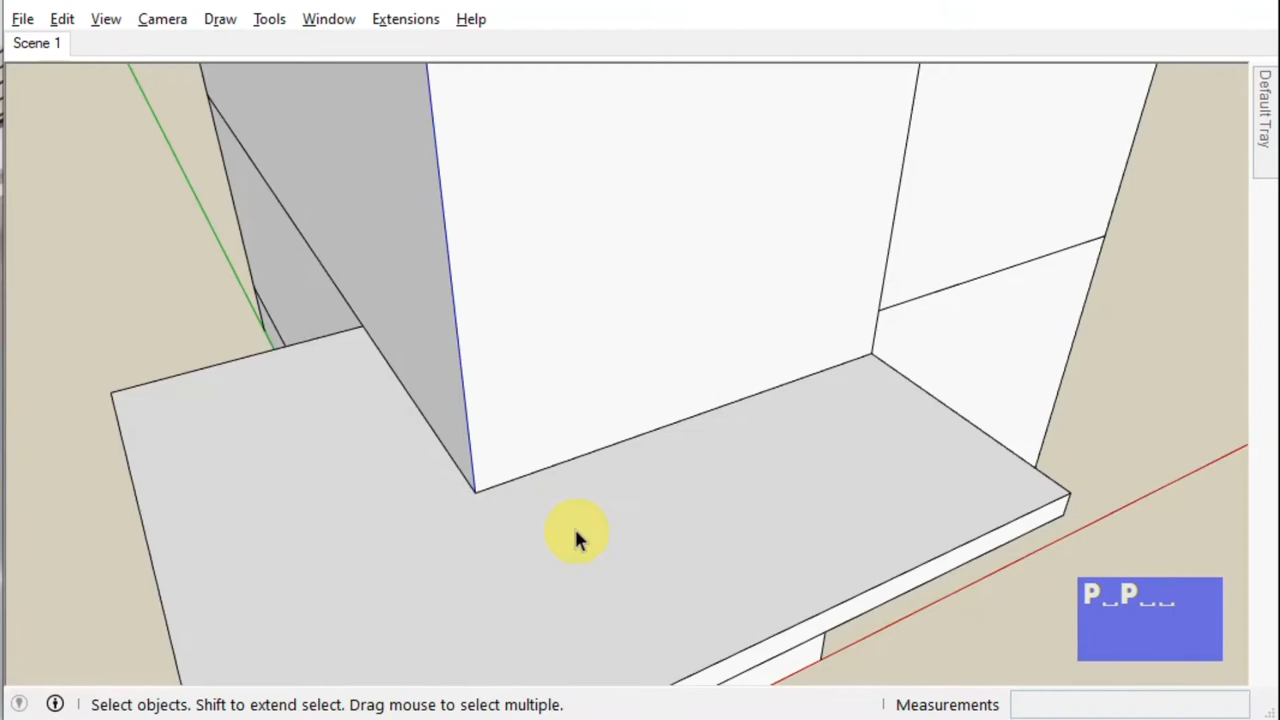 File Edit View Camera Draw Tools Window Extensions Help
Scene 1
Default Tray
P␣P␣␣
Select objects. Shift to extend select. Drag mouse to select multiple.
Measurements